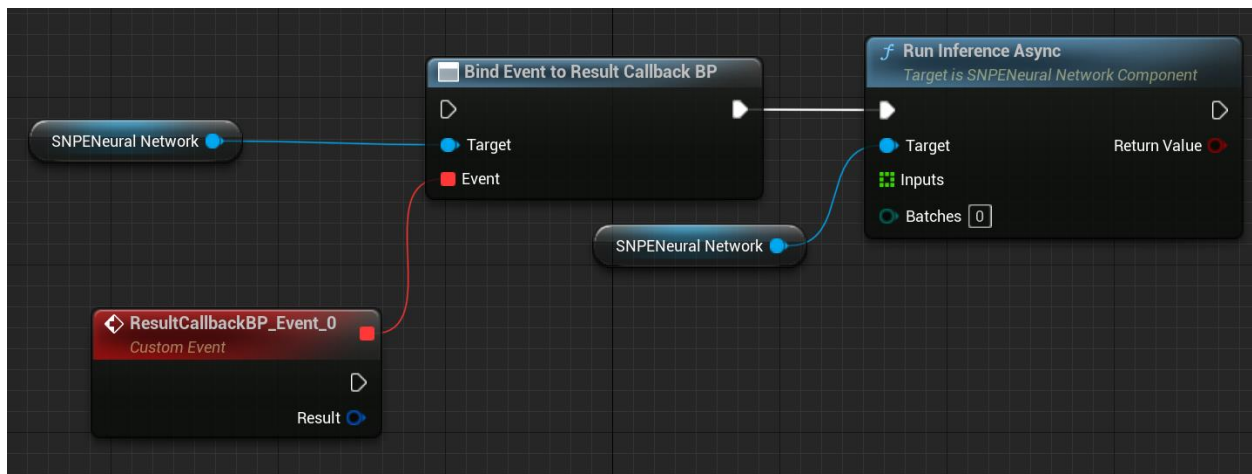 SNPENeural Network
Bind Event to Result Callback BP
Target
Event
ResultCallbackBP_Event_0
Custom Event
Result
SNPENeural Network
Run Inference Async
Target is SNPENeural Network Component
Target Return Value
Inputs
Batches 0